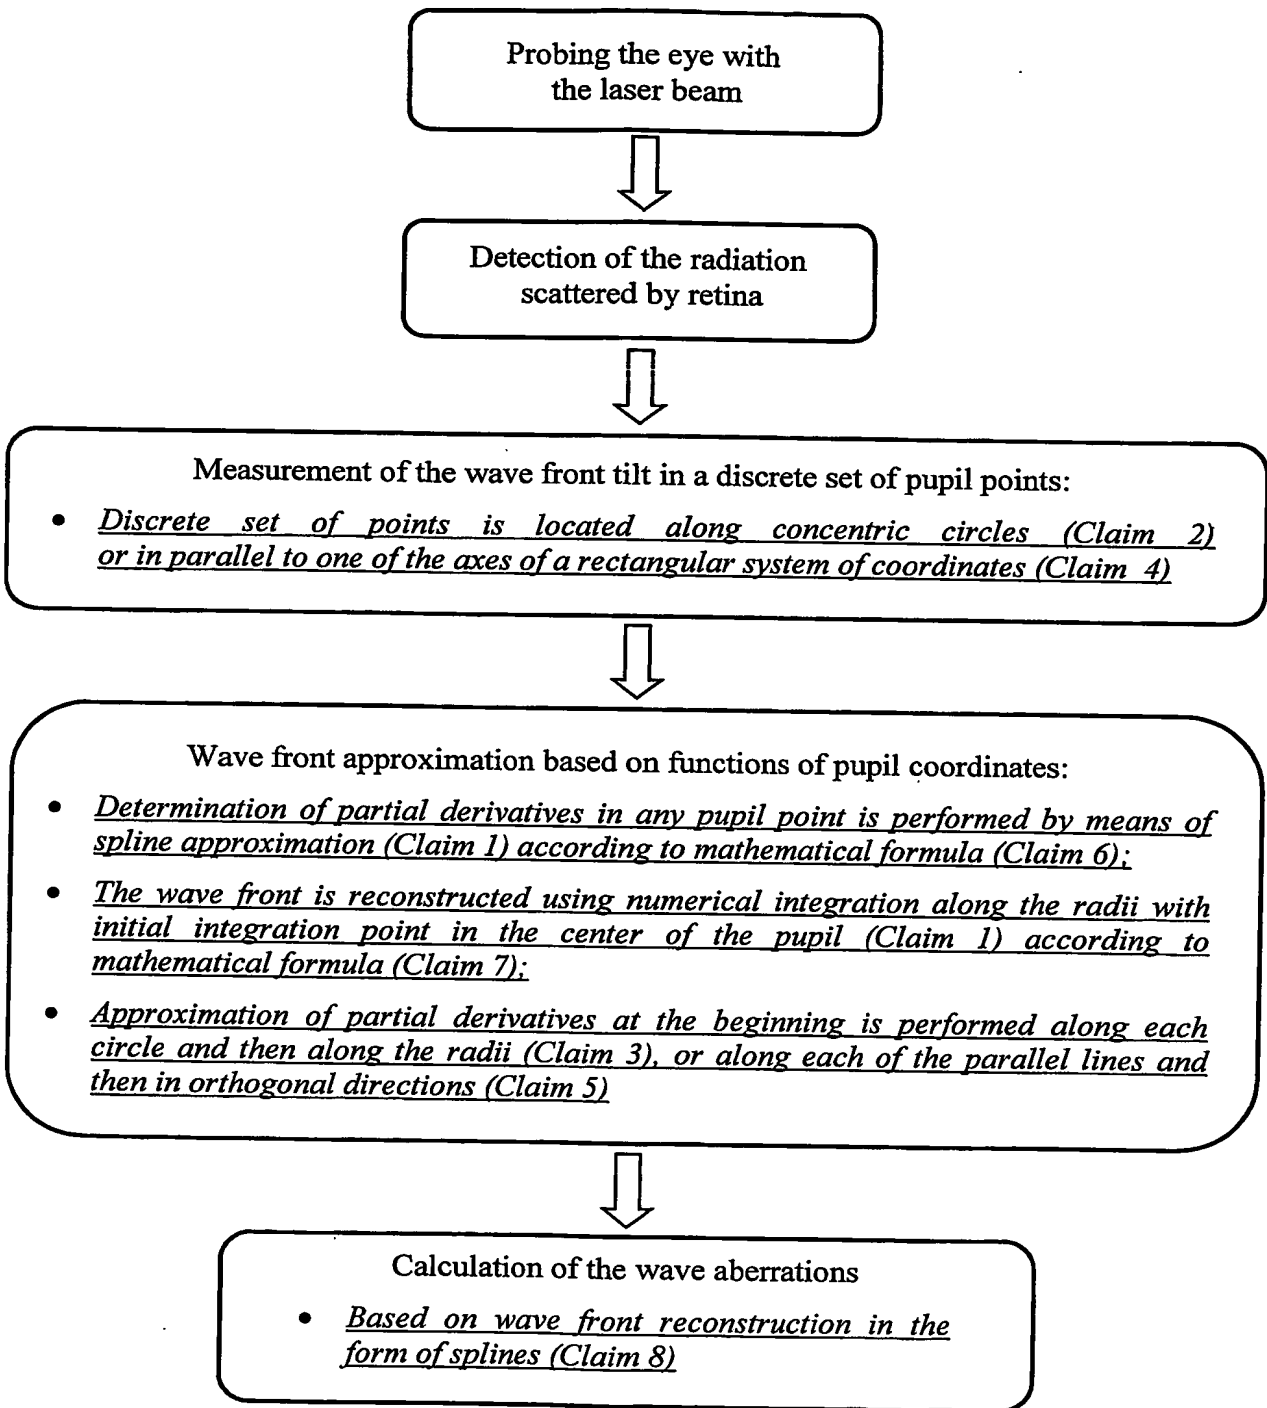 Probing the eye with
the laser beam
Detection of the radiation
scattered by retina
Measurement of the wave front tilt in a discrete set of pupil points:
• Discrete set of points is located along concentric circles (Claim 2)
or in parallel to one of the axes of a rectangular system of coordinates (Claim 4)
Wave front approximation based on functions of pupil coordinates:
• Determination of partial derivatives in any pupil point is performed by means of
spline approximation (Claim 1) according to mathematical formula (Claim 6);
• The wave front is reconstructed using numerical integration along the radii with
initial integration point in the center of the pupil (Claim 1) according to
mathematical formula (Claim 7);
• Approximation of partial derivatives at the beginning is performed along each
circle and then along the radii (Claim 3), or along each of the parallel lines and
then in orthogonal directions (Claim 5)
Calculation of the wave aberrations
• Based on wave front reconstruction in the
form of splines (Claim 8)